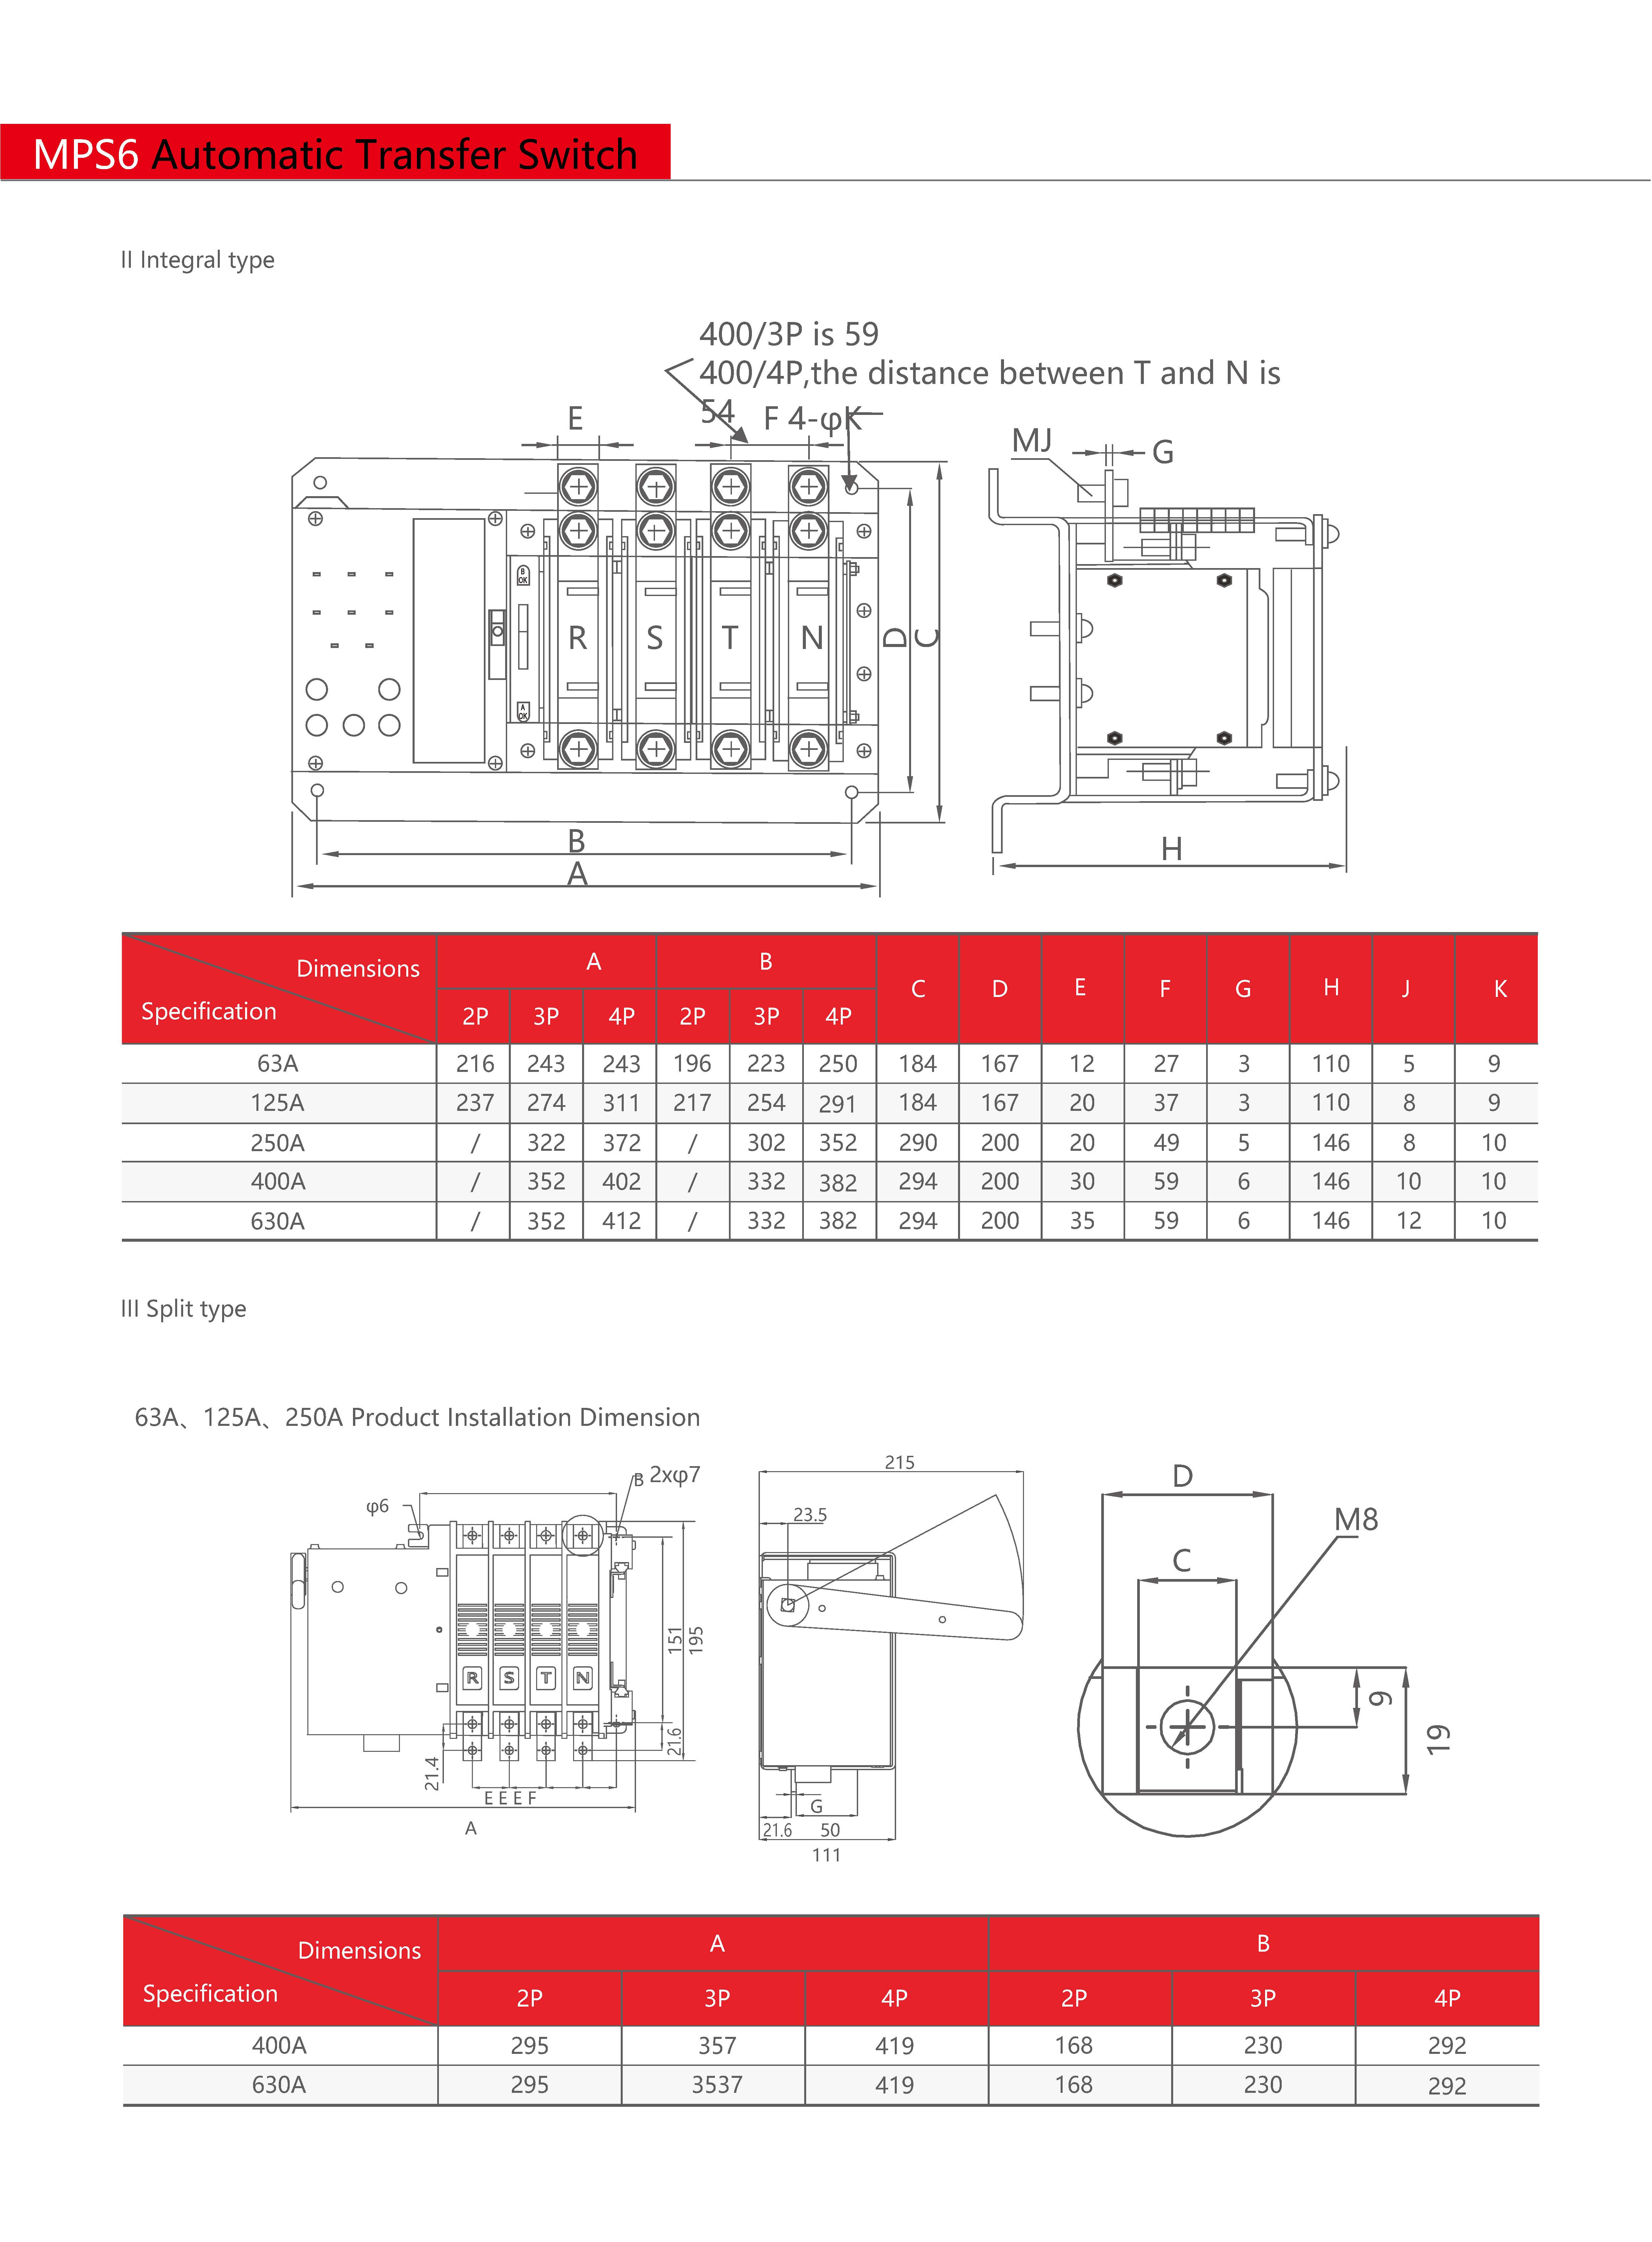 MPS6 Automatic Transfer Switch
II Integral type
400/3P is 59
400/4P,the distance between T and N is
54 F 4-φK
E
MJ
G
B
OK
R S T N
D
C
A
OK
B
A
H
Dimensions A B C D E F G H J K
Specification 2P 3P 4P 2P 3P 4P
63A 216 243 243 196 223 250 184 167 12 27 3 110 5 9
125A 237 274 311 217 254 291 184 167 20 37 3 110 8 9
250A / 322 372 / 302 352 290 200 20 49 5 146 8 10
400A / 352 402 / 332 382 294 200 30 59 6 146 10 10
630A / 352 412 / 332 382 294 200 35 59 6 146 12 10
III Split type
63A、125A、250A Product Installation Dimension
B 2xφ7
φ6
151
195
R S T N
21.4
21.6
E E E F
A
215
23.5
G
21.6 50
111
D
M8
C
9
19
Dimensions A B
Specification 2P 3P 4P 2P 3P 4P
400A 295 357 419 168 230 292
630A 295 3537 419 168 230 292